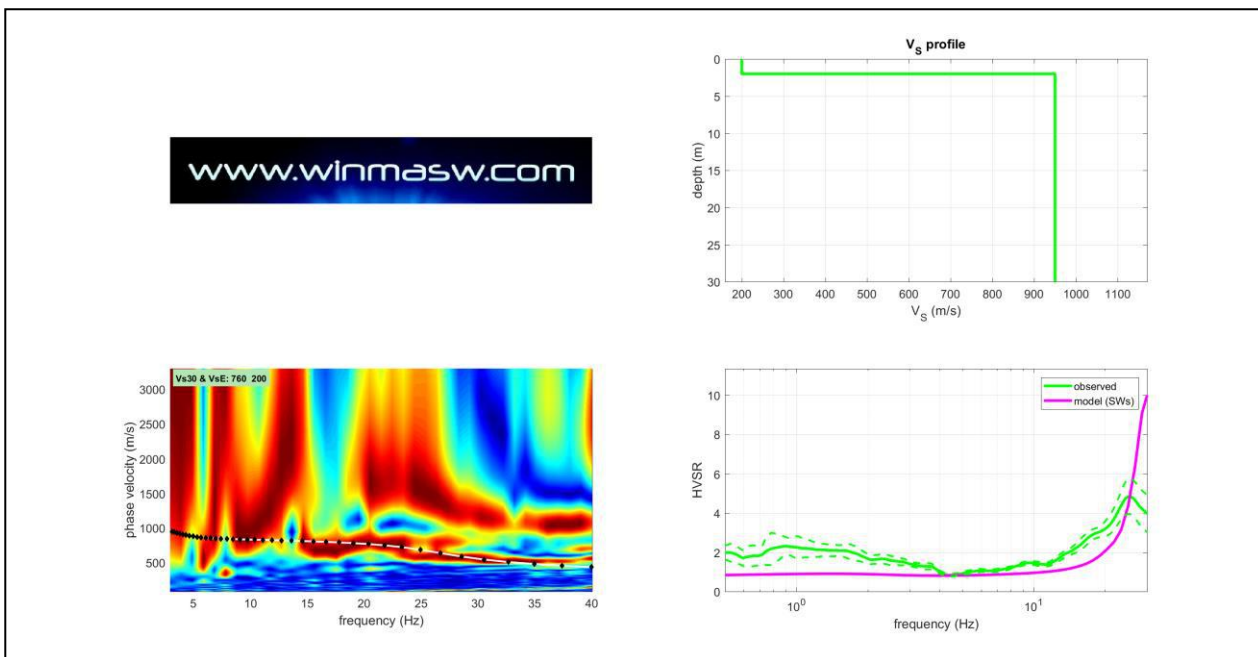 www.winmasw.com
V_S profile
0
5
10
15
20
25
30
depth (m)
200 300 400 500 600 700 800 900 1000 1100
V_S (m/s)
Vs30 & VsE: 760 200
3000
2500
2000
1500
1000
500
phase velocity (m/s)
5 10 15 20 25 30 35 40
frequency (Hz)
observed
model (SWs)
10
8
6
4
2
0
HVSR
10^0 10^1
frequency (Hz)